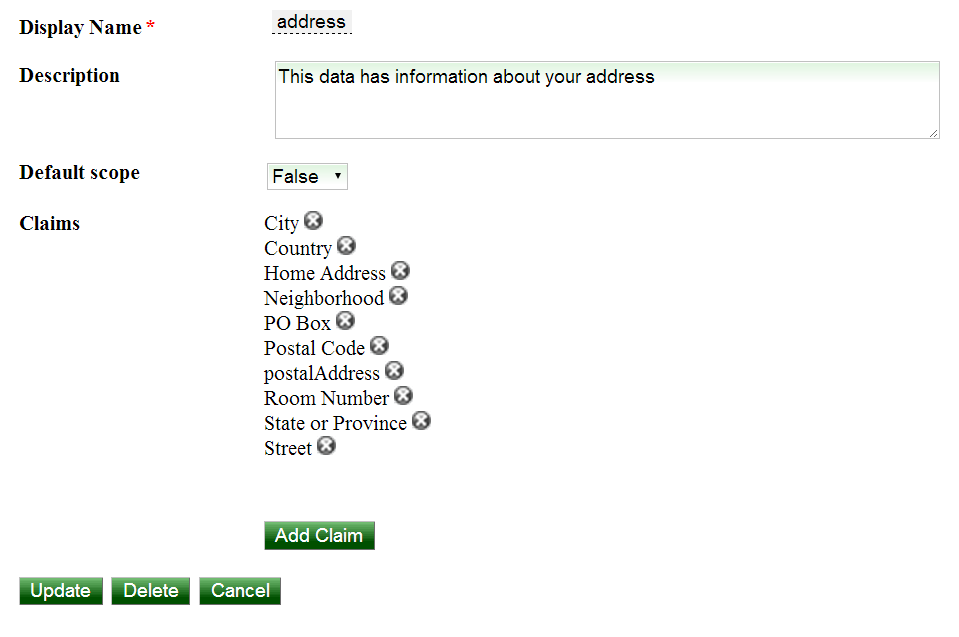 Display Name * address
Description This data has information about your address
Default scope False
Claims City
Country
Home Address
Neighborhood
PO Box
Postal Code
postalAddress
Room Number
State or Province
Street
Add Claim
Update Delete Cancel